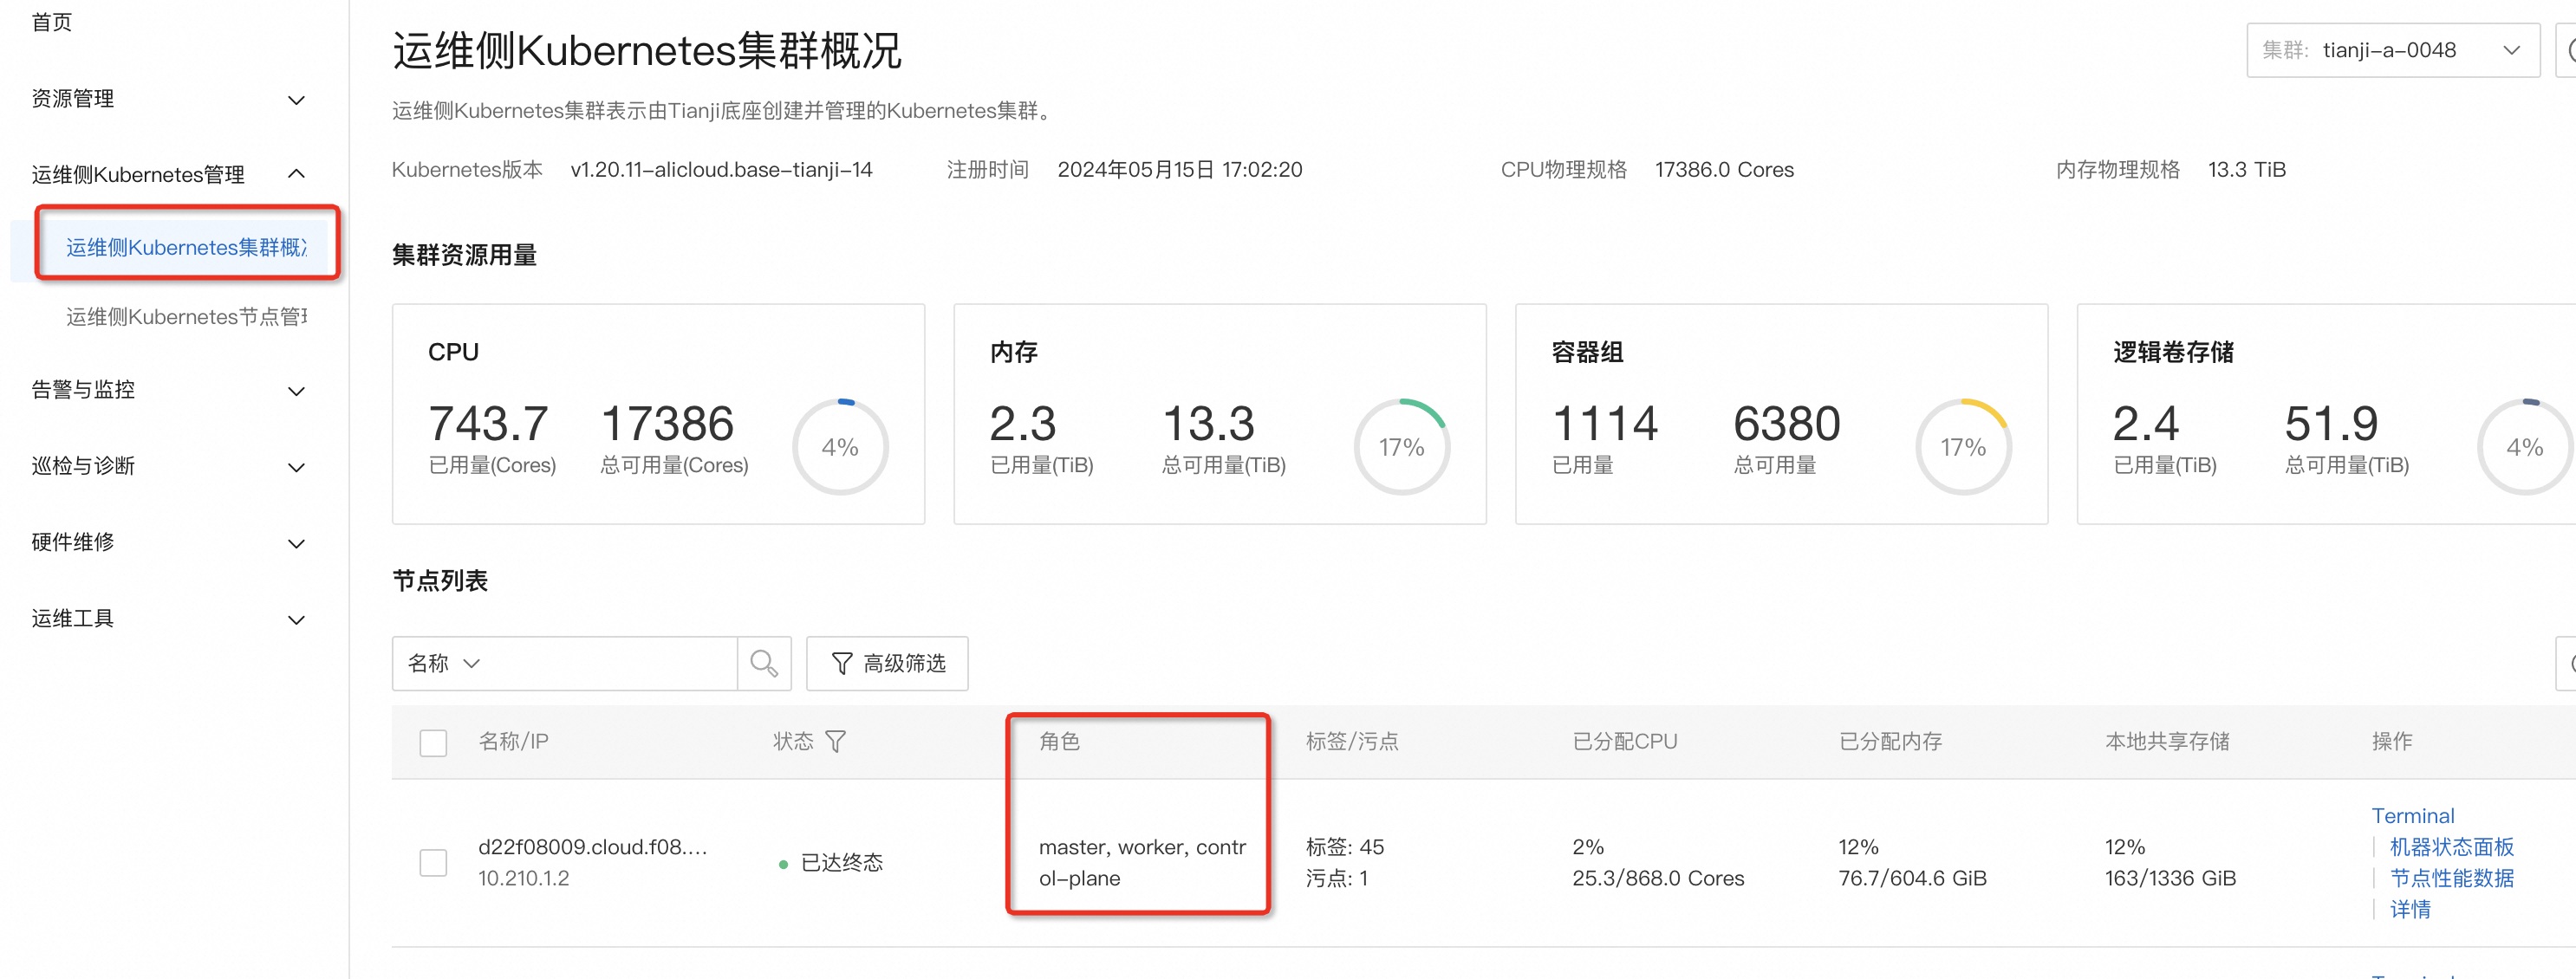 首页
资源管理
运维侧Kubernetes管理
运维侧Kubernetes集群概
运维侧Kubernetes节点管
告警与监控
巡检与诊断
硬件维修
运维工具
运维侧Kubernetes集群概况
集群: tianji-a-0048
运维侧Kubernetes集群表示由Tianji底座创建并管理的Kubernetes集群。
Kubernetes版本 v1.20.11-alicloud.base-tianji-14 注册时间 2024年05月15日 17:02:20 CPU物理规格 17386.0 Cores 内存物理规格 13.3 TiB
集群资源用量
CPU
743.7 17386
已用量(Cores) 总可用量(Cores)
4%
内存
2.3 13.3
已用量(TiB) 总可用量(TiB)
17%
容器组
1114 6380
已用量 总可用量
17%
逻辑卷存储
2.4 51.9
已用量(TiB) 总可用量(TiB)
4%
节点列表
名称 高级筛选
名称/IP 状态 角色 标签/污点 已分配CPU 已分配内存 本地共享存储 操作
d22f08009.cloud.f08....
10.210.1.2
已达终态
master, worker, contr
ol-plane
标签: 45
污点: 1
2%
25.3/868.0 Cores
12%
76.7/604.6 GiB
12%
163/1336 GiB
Terminal
机器状态面板
节点性能数据
详情